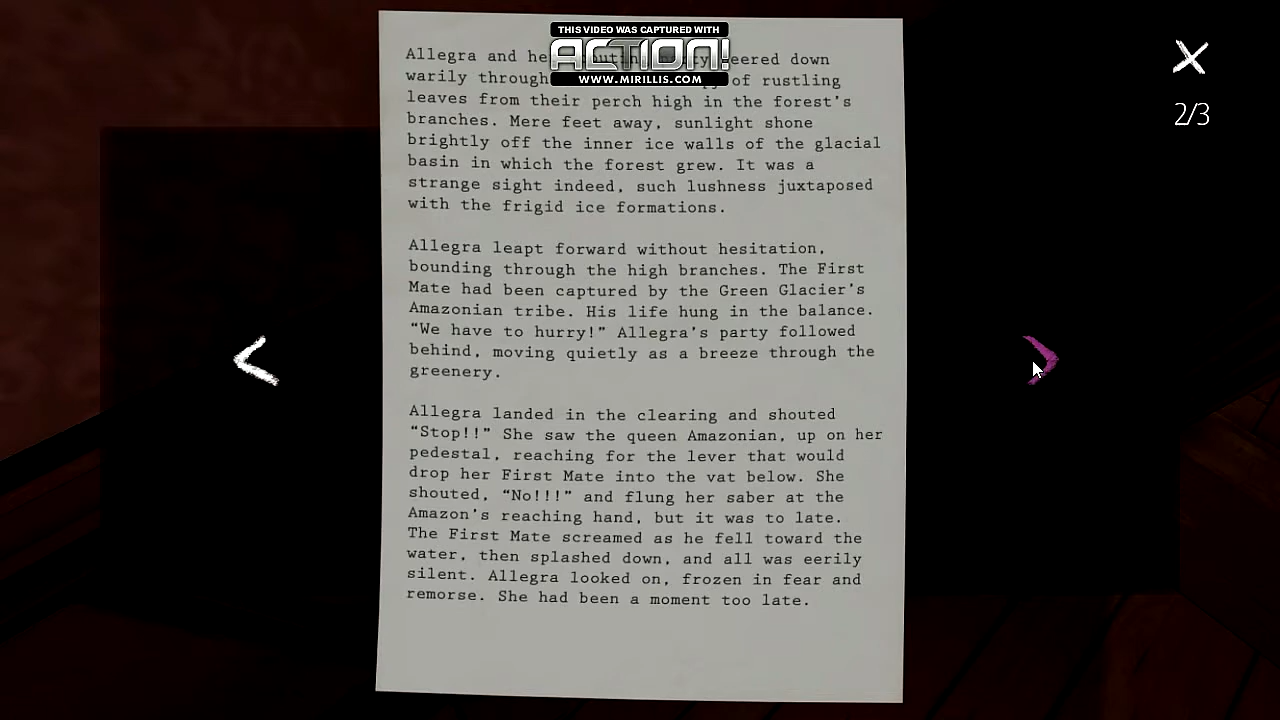 THIS VIDEO WAS CAPTURED WITH
ACTION!
WWW.MIRILLIS.COM
2/3
Allegra and he eered down
warily through of rustling
leaves from their perch high in the forest's
branches. Mere feet away, sunlight shone
brightly off the inner ice walls of the glacial
basin in which the forest grew. It was a
strange sight indeed, such lushness juxtaposed
with the frigid ice formations.
Allegra leapt forward without hesitation,
bounding through the high branches. The First
Mate had been captured by the Green Glacier's
Amazonian tribe. His life hung in the balance.
“We have to hurry!” Allegra's party followed
behind, moving quietly as a breeze through the
greenery.
Allegra landed in the clearing and shouted
“Stop!!” She saw the queen Amazonian, up on her
pedestal, reaching for the lever that would
drop her First Mate into the vat below. She
shouted, “No!!!” and flung her saber at the
Amazon's reaching hand, but it was to late.
The First Mate screamed as he fell toward the
water, then splashed down, and all was eerily
silent. Allegra looked on, frozen in fear and
remorse. She had been a moment too late.